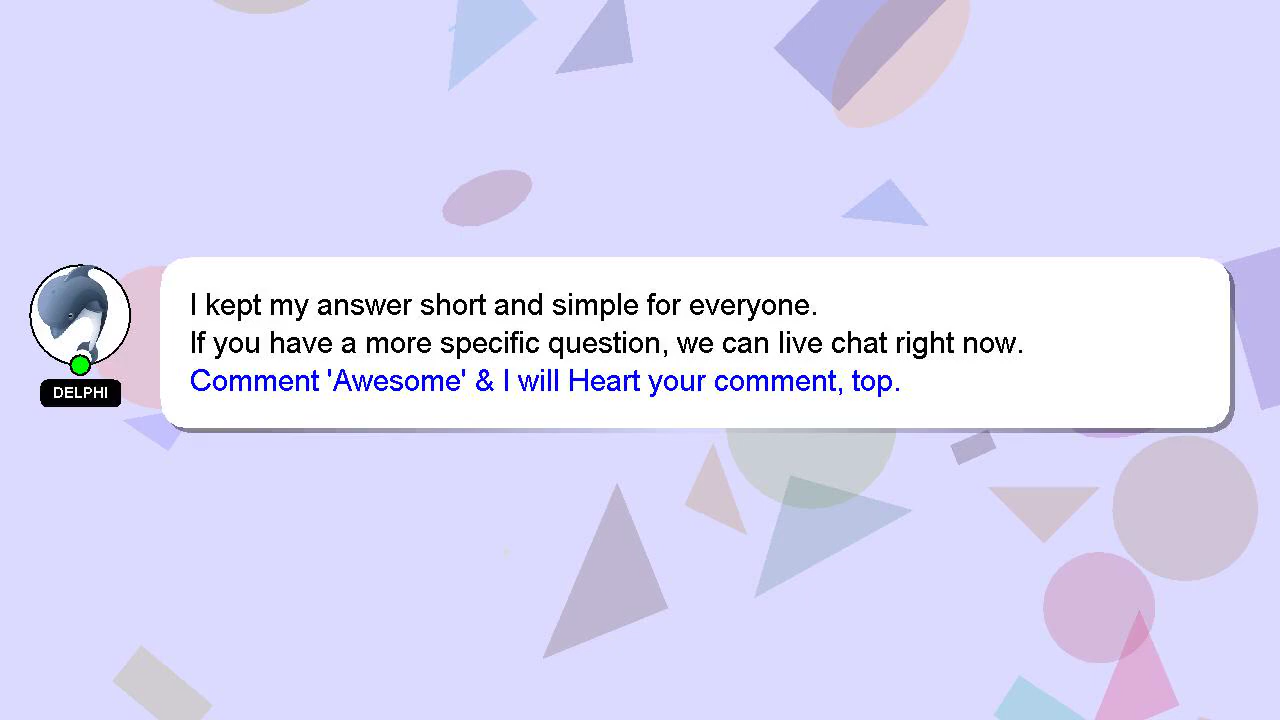 I kept my answer short and simple for everyone.
If you have a more specific question, we can live chat right now.
Comment 'Awesome' & I will Heart your comment, top.
DELPHI